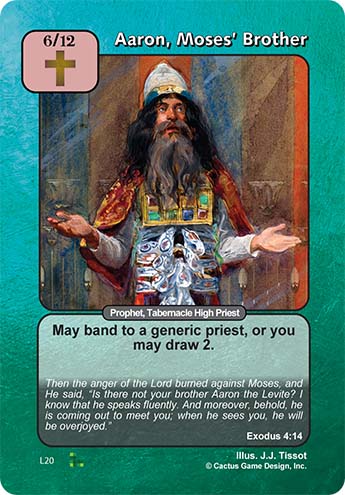 6/12
Aaron, Moses' Brother
Prophet, Tabernacle High Priest
May band to a generic priest, or you
may draw 2.
Then the anger of the Lord burned against Moses, and
He said, "Is there not your brother Aaron the Levite? I
know that he speaks fluently. And moreover, behold, he
is coming out to meet you; when he sees you, he will
be overjoyed."
Exodus 4:14
Illus. J.J. Tissot
L20
© Cactus Game Design, Inc.